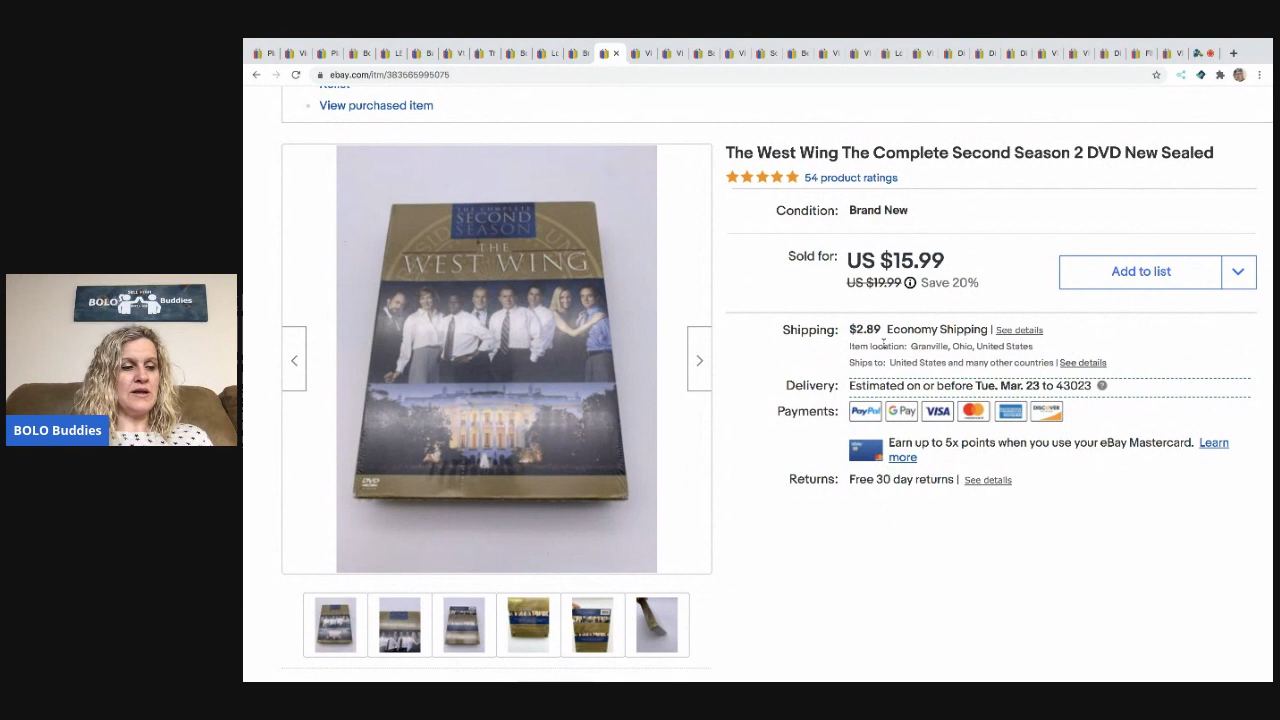 ebay.com/itm/383665995075
View purchased item
The West Wing The Complete Second Season 2 DVD New Sealed
54 product ratings
Condition: Brand New
Sold for: US $15.99
US $19.99 Save 20%
Add to list
Shipping: $2.89 Economy Shipping | See details
Item location: Granville, Ohio, United States
Ships to: United States and many other countries | See details
Delivery: Estimated on or before Tue. Mar. 23 to 43023
Payments: PayPal G Pay VISA DISCOVER
Earn up to 5x points when you use your eBay Mastercard. Learn
more
Returns: Free 30 day returns | See details
THE COMPLETE
SECOND
SEASON
THE
WEST WING
DVD
SELL HIGH
BOLO Buddies
BOLO Buddies